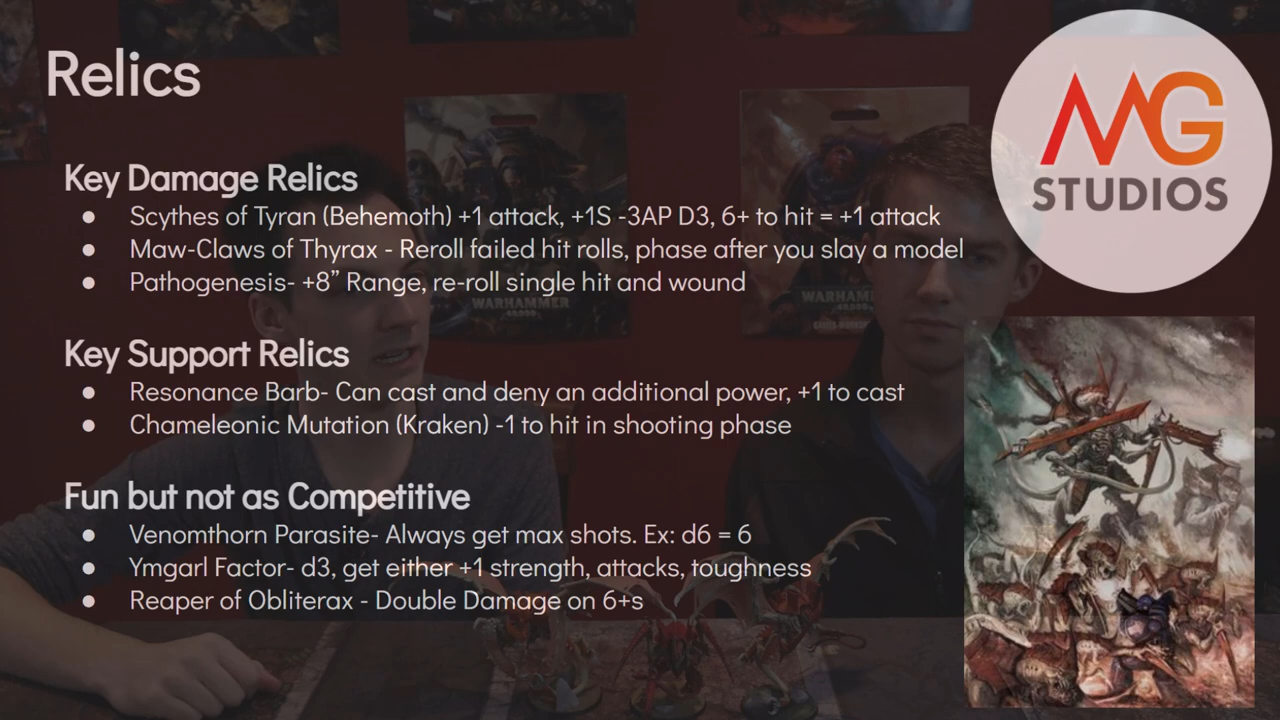 Relics
MG
STUDIOS
Key Damage Relics
● Scythes of Tyran (Behemoth) +1 attack, +1S -3AP D3, 6+ to hit = +1 attack
● Maw-Claws of Thyrax - Reroll failed hit rolls, phase after you slay a model
● Pathogenesis- +8” Range, re-roll single hit and wound
WARHAMMER
40,000
WARHAM
Key Support Relics
● Resonance Barb- Can cast and deny an additional power, +1 to cast
● Chameleonic Mutation (Kraken) -1 to hit in shooting phase
Fun but not as Competitive
● Venomthorn Parasite- Always get max shots. Ex: d6 = 6
● Ymgarl Factor- d3, get either +1 strength, attacks, toughness
● Reaper of Obliterax - Double Damage on 6+s